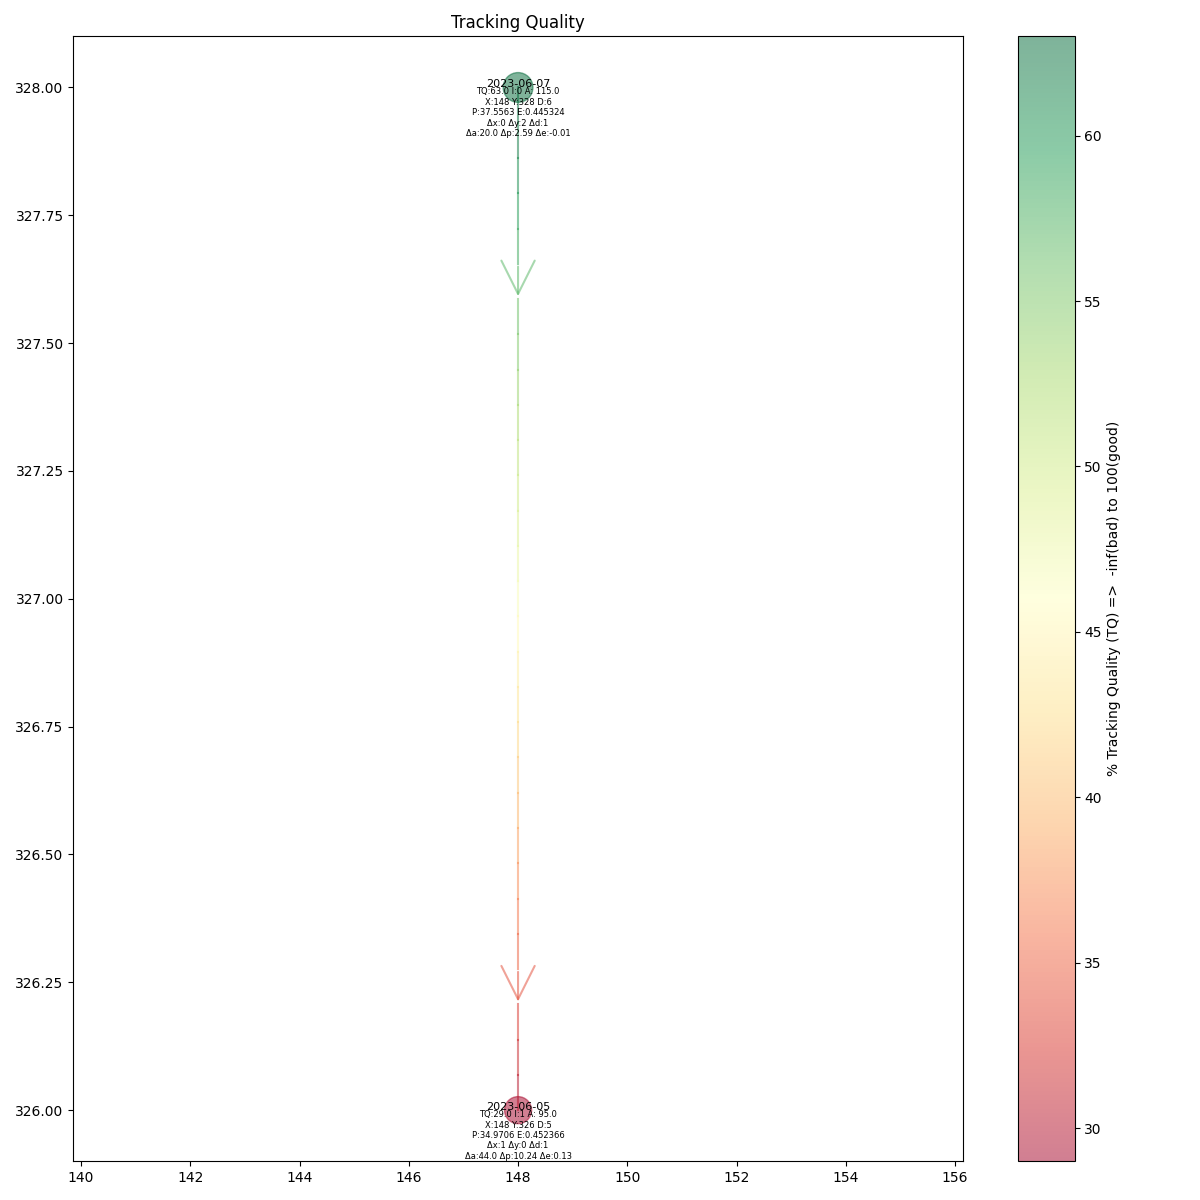 Tracking Quality
328.00
327.75
327.50
327.25
327.00
326.75
326.50
326.25
326.00
2023-06-07
TQ:63.0 I:0 A: 115.0
X:148 Y:328 D:6
P:37.5563 E:0.445324
Δx:0 Δy:2 Δd:1
Δa:20.0 Δp:2.59 Δe:-0.01
2023-06-05
TQ:29.0 I:1 A: 95.0
X:148 Y:326 D:5
P:34.9706 E:0.452366
Δx:1 Δy:0 Δd:1
Δa:44.0 Δp:10.24 Δe:0.13
140 142 144 146 148 150 152 154 156
60
55
50
45
40
35
30
% Tracking Quality (TQ) => -inf(bad) to 100(good)